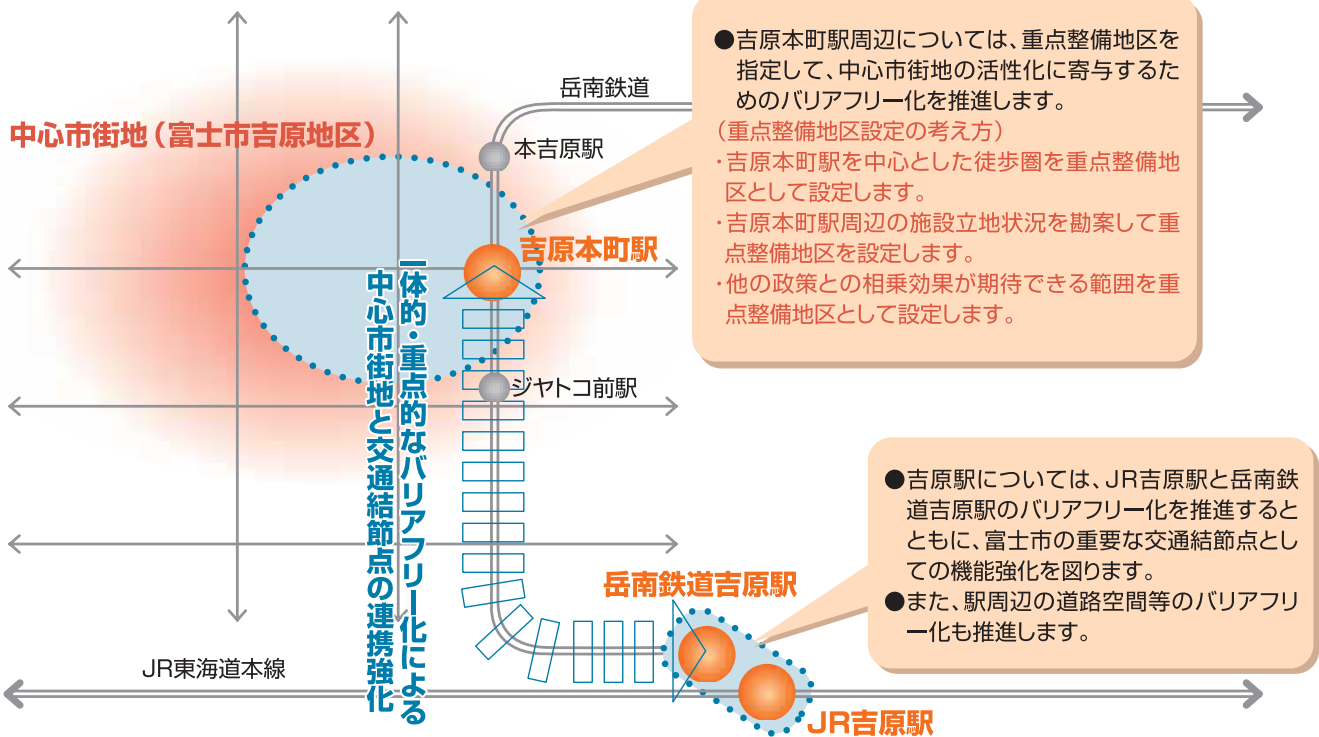 ●吉原本町駅周辺については、重点整備地区を
指定して、中心市街地の活性化に寄与するた
めのバリアフリー化を推進します。
（重点整備地区設定の考え方）
・吉原本町駅を中心とした徒歩圏を重点整備地
区として設定します。
・吉原本町駅周辺の施設立地状況を勘案して重
点整備地区を設定します。
・他の政策との相乗効果が期待できる範囲を重
点整備地区として設定します。
岳南鉄道
中心市街地（富士市吉原地区）
本吉原駅
吉原本町駅
一体的・重点的なバリアフリー化による
中心市街地と交通結節点の連携強化
ジヤトコ前駅
●吉原駅については、JR吉原駅と岳南鉄
道吉原駅のバリアフリー化を推進すると
ともに、富士市の重要な交通結節点とし
ての機能強化を図ります。
●また、駅周辺の道路空間等のバリアフリ
ー化も推進します。
岳南鉄道吉原駅
JR東海道本線
JR吉原駅